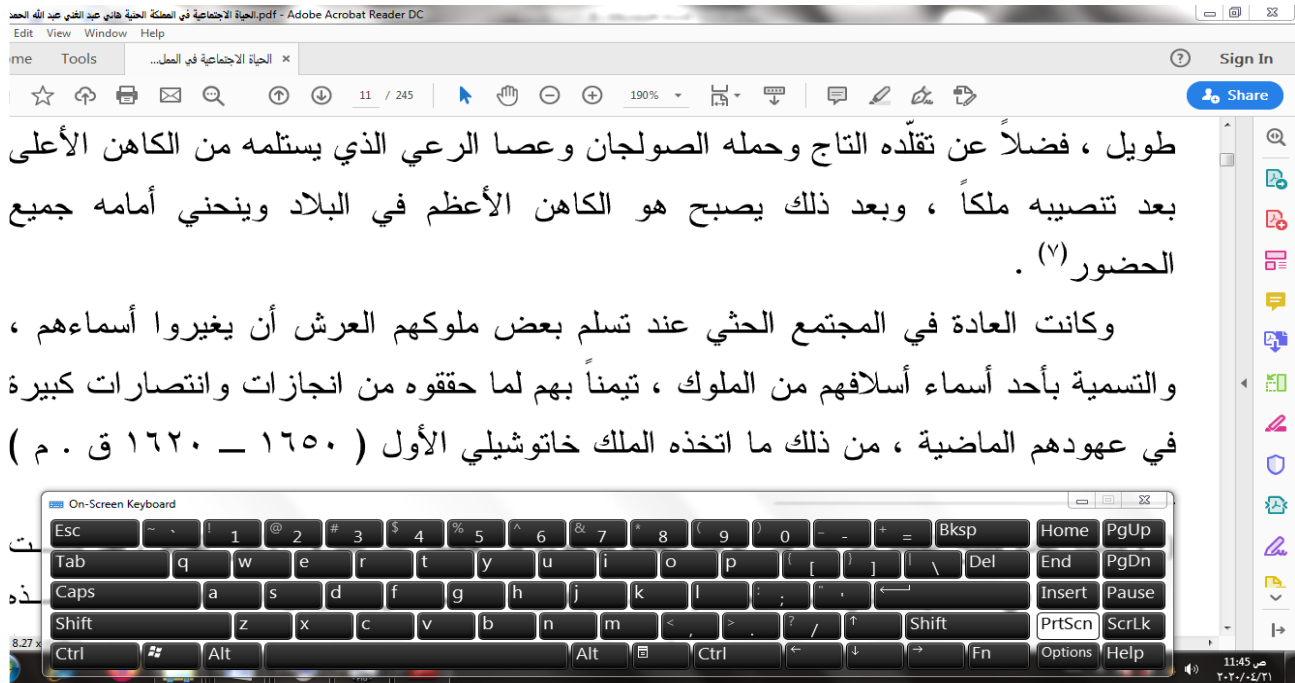 الحياة الاجتماعية في المملكة الحثية هاني عبد الغني عبد الله الحمد.pdf - Adobe Acrobat Reader DC
Edit View Window Help
Tools
الحياة الاجتماعية في الممل...
Sign In
11 / 245
190%
Share
طويل ، فضلاً عن تقلّده التاج وحمله الصولجان وعصا الرعي الذي يستلمه من الكاهن الأعلى
بعد تنصيبه ملكاً ، وبعد ذلك يصبح هو الكاهن الأعظم في البلاد وينحني أمامه جميع
الحضور(٧) .
وكانت العادة في المجتمع الحثي عند تسلم بعض ملوكهم العرش أن يغيروا أسماءهم ،
والتسمية بأحد أسماء أسلافهم من الملوك ، تيمناً بهم لما حققوه من انجازات وانتصارات كبيرة
في عهودهم الماضية ، من ذلك ما اتخذه الملك خاتوشيلي الأول ( ١٦٥٠ – ١٦٢٠ ق . م )
On-Screen Keyboard
Esc ~ ` ! 1 @ 2 # 3 $ 4 % 5 ^ 6 & 7 * 8 ( 9 ) 0 _ - + = Bksp Home PgUp
Tab q w e r t y u i o p { [ } ] | \ Del End PgDn
Caps a s d f g h j k l : ; " ' Insert Pause
Shift z x c v b n m < , > . ? / Shift PrtScn ScrLk
Ctrl Alt Alt Ctrl Fn Options Help
8.27 x
11:45 ص
٢٠٢٠/٠٤/٢١